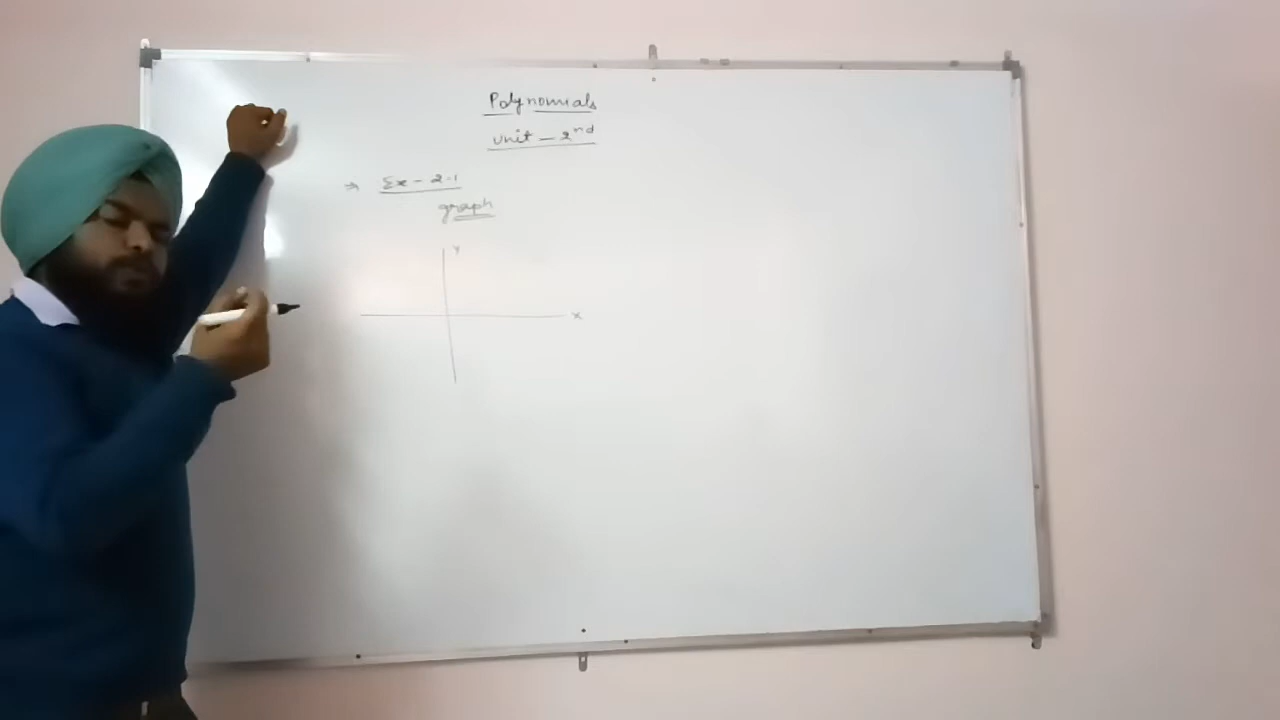 Polynomials
Unit - 2nd
⇒ Ex - 2.1
graph
Y
X